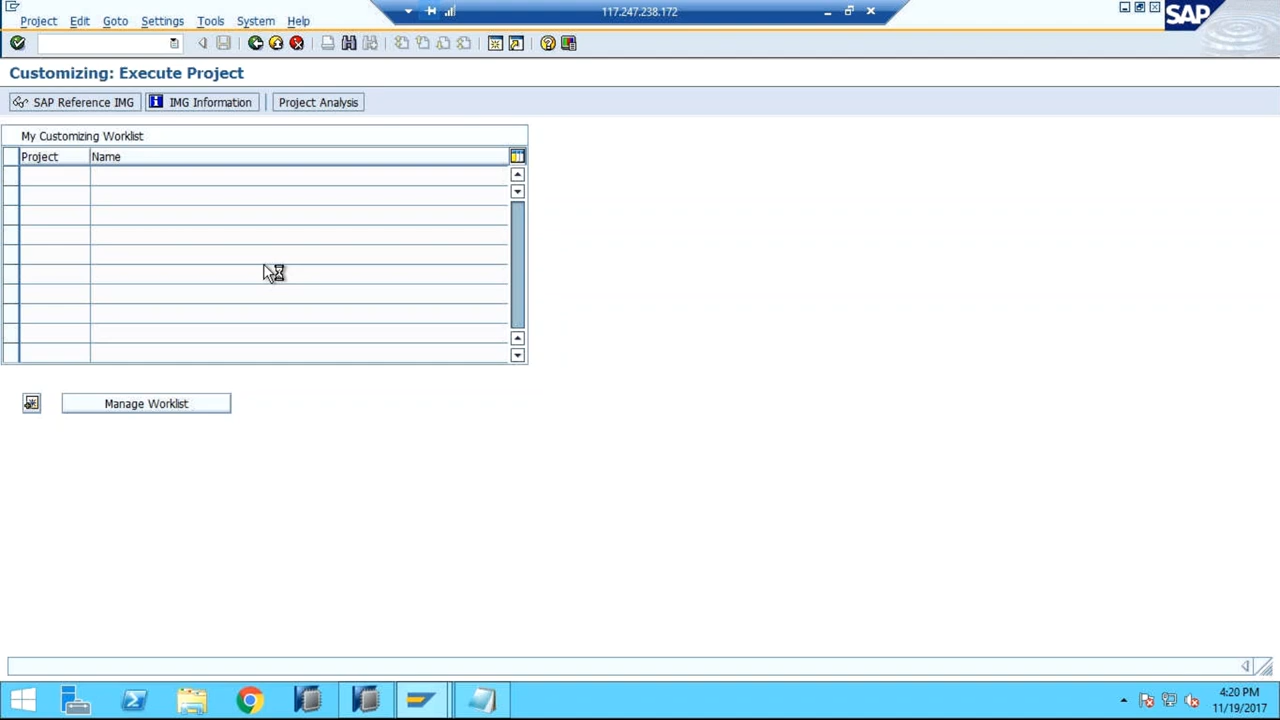 117.247.238.172
Project Edit Goto Settings Tools System Help
SAP
Customizing: Execute Project
SAP Reference IMG IMG Information Project Analysis
My Customizing Worklist
Project Name
Manage Worklist
4:20 PM
11/19/2017